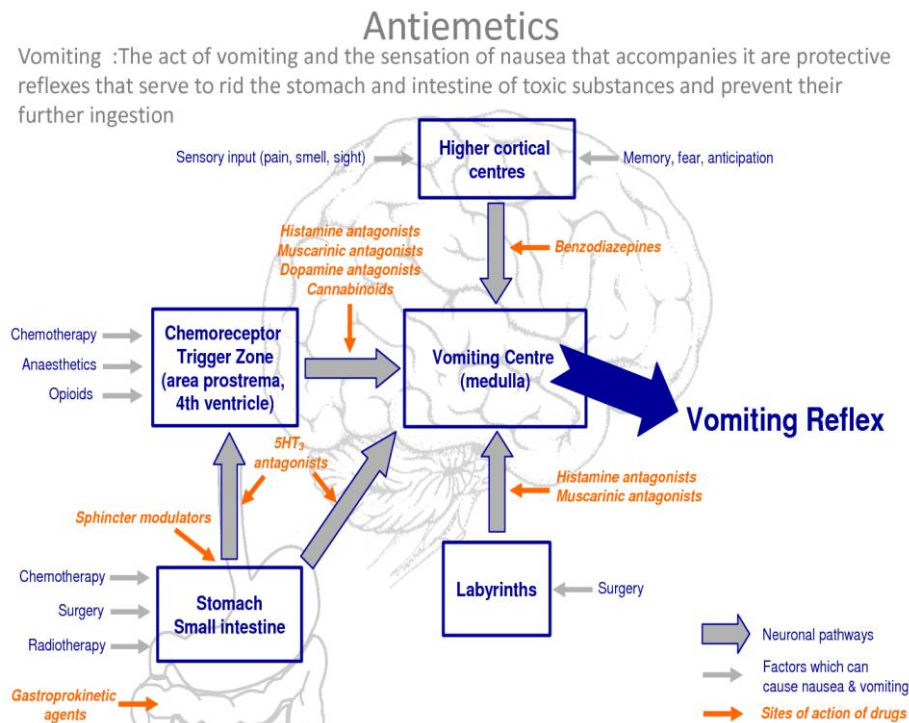 Antiemetics
Vomiting :The act of vomiting and the sensation of nausea that accompanies it are protective
reflexes that serve to rid the stomach and intestine of toxic substances and prevent their
further ingestion
Sensory input (pain, smell, sight)
Higher cortical
centres
Memory, fear, anticipation
Histamine antagonists
Muscarinic antagonists
Dopamine antagonists
Cannabinoids
Benzodiazepines
Chemotherapy
Anaesthetics
Opioids
Chemoreceptor
Trigger Zone
(area prostrema,
4th ventricle)
Vomiting Centre
(medulla)
Vomiting Reflex
5HT₃
antagonists
Histamine antagonists
Muscarinic antagonists
Sphincter modulators
Chemotherapy
Surgery
Radiotherapy
Stomach
Small intestine
Labyrinths
Surgery
Gastroprokinetic
agents
Neuronal pathways
Factors which can
cause nausea & vomiting
Sites of action of drugs